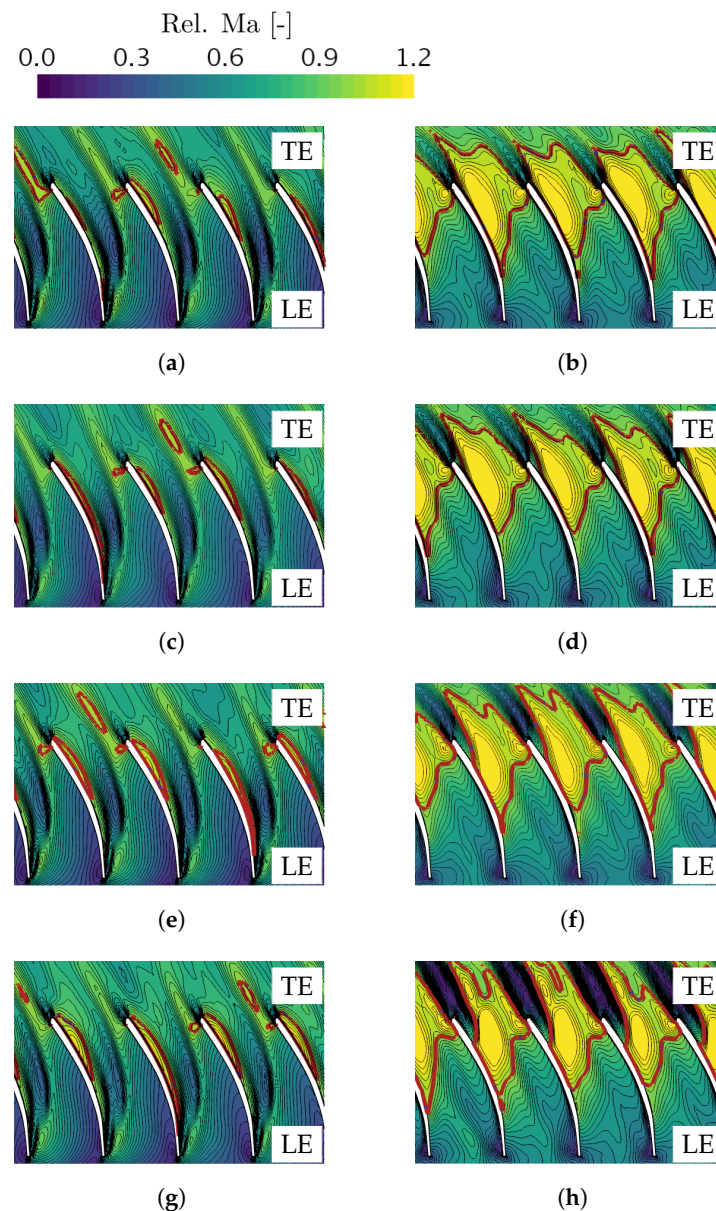 Rel. Ma [-]
0.0 0.3 0.6 0.9 1.2
TE TE
LE LE
(a) (b)
TE TE
LE LE
(c) (d)
TE TE
LE LE
(e) (f)
TE TE
LE LE
(g) (h)